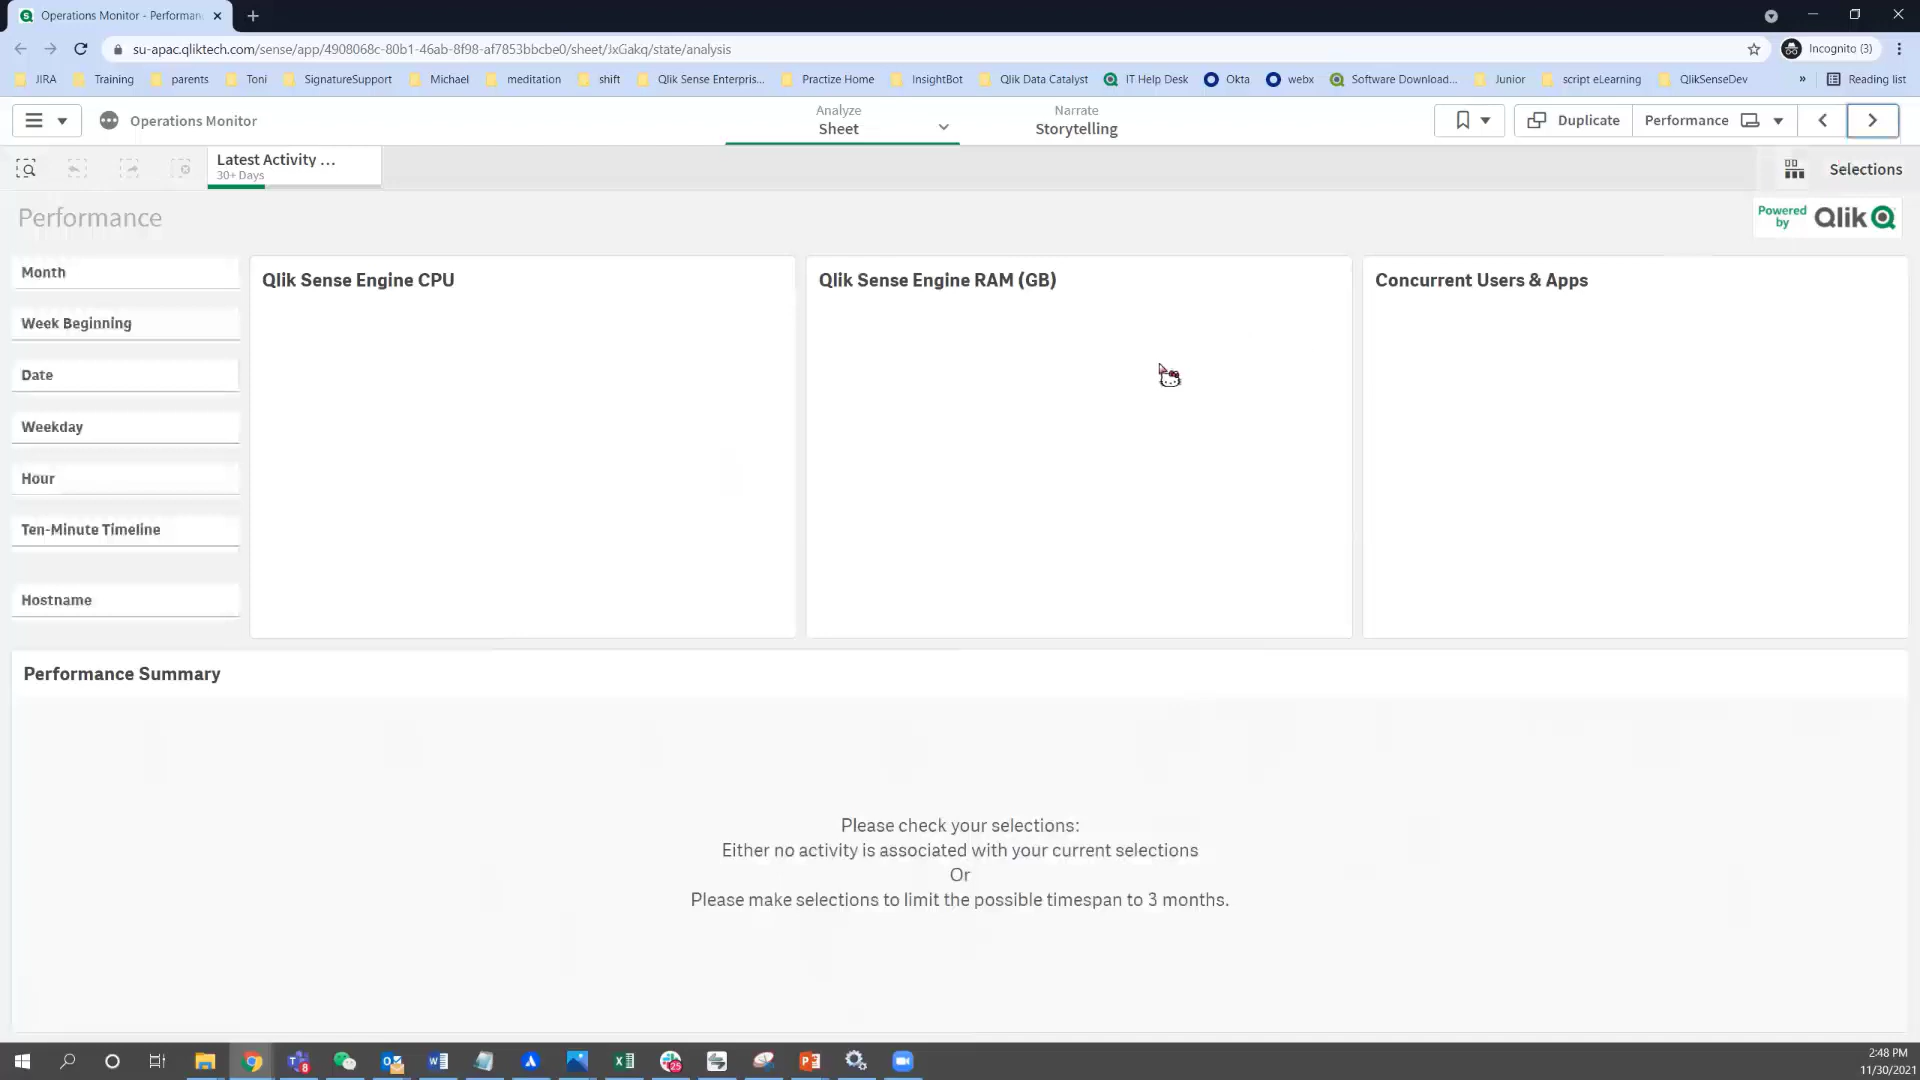 Operations Monitor - Performan
su-apac.qliktech.com/sense/app/4908068c-80b1-46ab-8f98-af7853bbcbe0/sheet/JxGakq/state/analysis
Incognito (3)
JIRA
Training
parents
Toni
SignatureSupport
Michael
meditation
shift
Qlik Sense Enterpris...
Practize Home
InsightBot
Qlik Data Catalyst
IT Help Desk
Okta
webx
Software Download...
Junior
script eLearning
QlikSenseDev
»
Reading list
Operations Monitor
Analyze
Sheet
Narrate
Storytelling
Duplicate
Performance
Latest Activity ...
30+ Days
Selections
Performance
Powered by Qlik
Month
Week Beginning
Date
Weekday
Hour
Ten-Minute Timeline
Hostname
Qlik Sense Engine CPU
Qlik Sense Engine RAM (GB)
Concurrent Users & Apps
Performance Summary
Please check your selections:
Either no activity is associated with your current selections
Or
Please make selections to limit the possible timespan to 3 months.
8
25
2:48 PM
11/30/2021